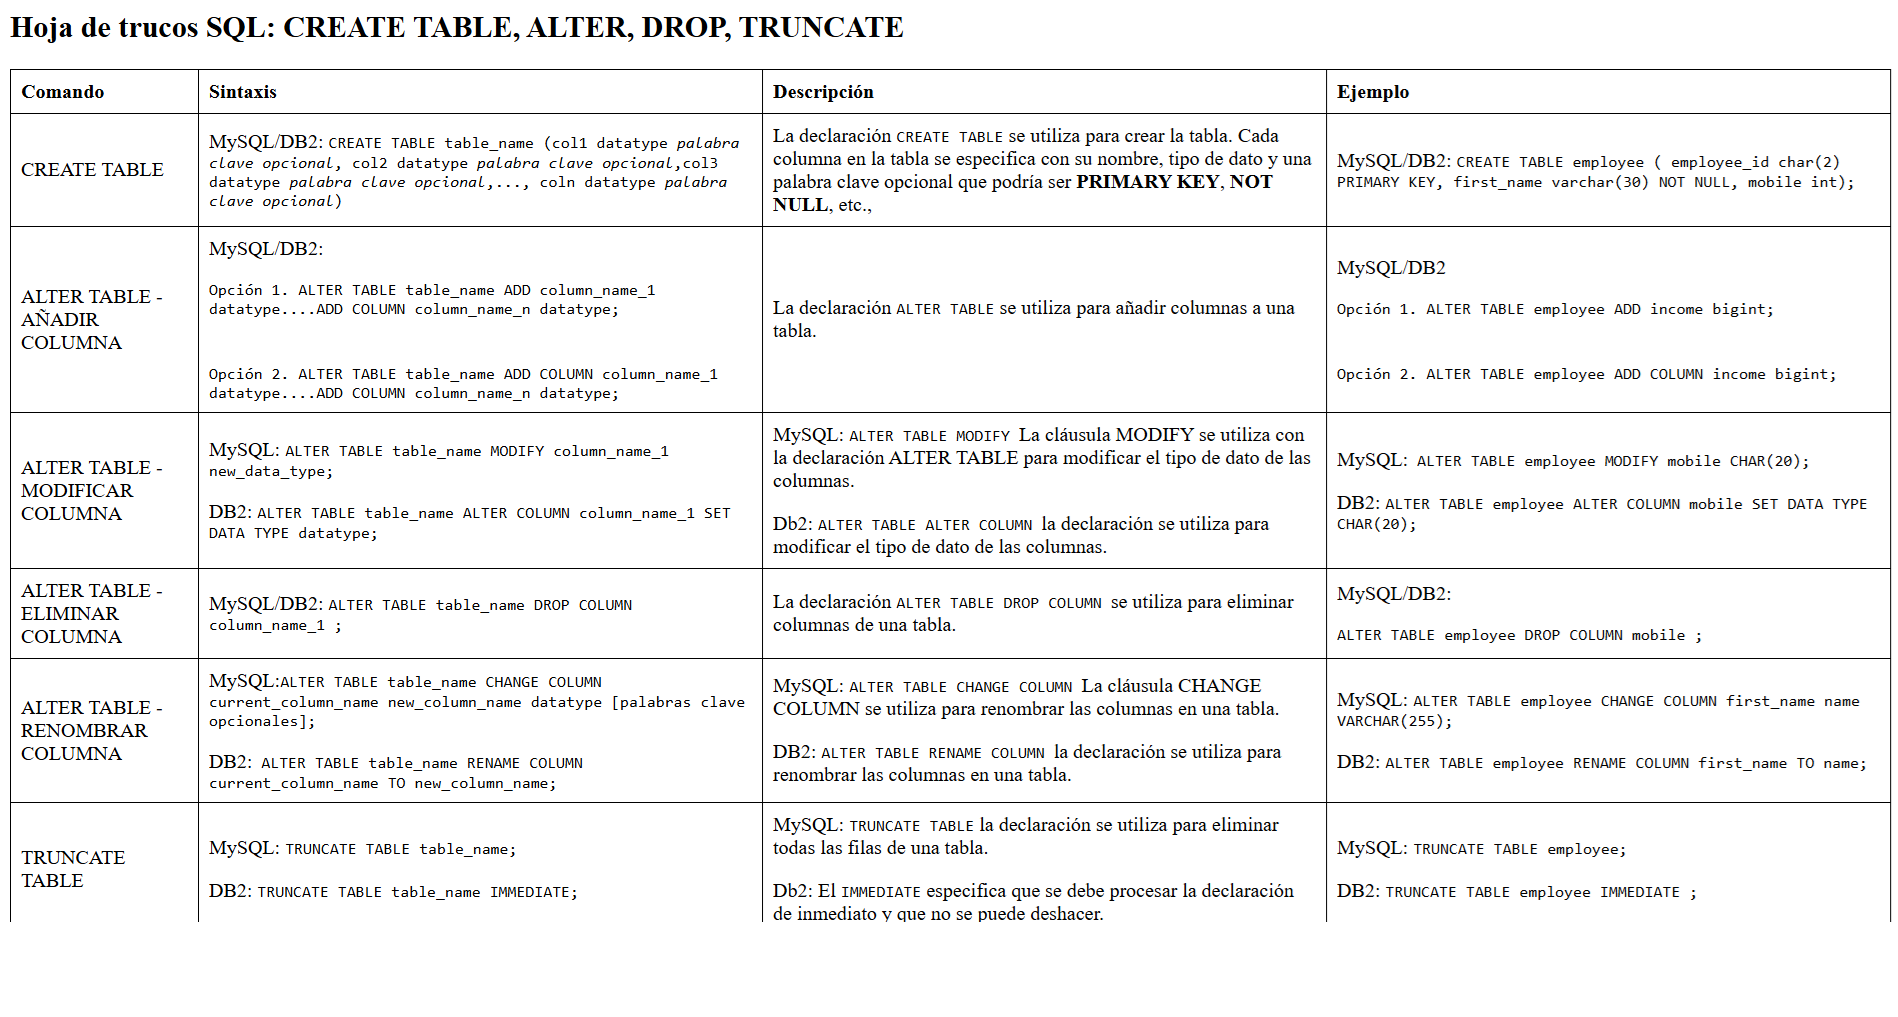 Hoja de trucos SQL: CREATE TABLE, ALTER, DROP, TRUNCATE
Comando
Sintaxis
Descripción
Ejemplo
CREATE TABLE
MySQL/DB2: CREATE TABLE table_name (col1 datatype palabra
clave opcional, col2 datatype palabra clave opcional,col3
datatype palabra clave opcional,..., coln datatype palabra
clave opcional)
La declaración CREATE TABLE se utiliza para crear la tabla. Cada
columna en la tabla se especifica con su nombre, tipo de dato y una
palabra clave opcional que podría ser PRIMARY KEY, NOT
NULL, etc.,
MySQL/DB2: CREATE TABLE employee ( employee_id char(2)
PRIMARY KEY, first_name varchar(30) NOT NULL, mobile int);
ALTER TABLE -
AÑADIR
COLUMNA
MySQL/DB2:
Opción 1. ALTER TABLE table_name ADD column_name_1
datatype....ADD COLUMN column_name_n datatype;
Opción 2. ALTER TABLE table_name ADD COLUMN column_name_1
datatype....ADD COLUMN column_name_n datatype;
La declaración ALTER TABLE se utiliza para añadir columnas a una
tabla.
MySQL/DB2
Opción 1. ALTER TABLE employee ADD income bigint;
Opción 2. ALTER TABLE employee ADD COLUMN income bigint;
ALTER TABLE -
MODIFICAR
COLUMNA
MySQL: ALTER TABLE table_name MODIFY column_name_1
new_data_type;
DB2: ALTER TABLE table_name ALTER COLUMN column_name_1 SET
DATA TYPE datatype;
MySQL: ALTER TABLE MODIFY La cláusula MODIFY se utiliza con
la declaración ALTER TABLE para modificar el tipo de dato de las
columnas.
Db2: ALTER TABLE ALTER COLUMN la declaración se utiliza para
modificar el tipo de dato de las columnas.
MySQL: ALTER TABLE employee MODIFY mobile CHAR(20);
DB2: ALTER TABLE employee ALTER COLUMN mobile SET DATA TYPE
CHAR(20);
ALTER TABLE -
ELIMINAR
COLUMNA
MySQL/DB2: ALTER TABLE table_name DROP COLUMN
column_name_1 ;
La declaración ALTER TABLE DROP COLUMN se utiliza para eliminar
columnas de una tabla.
MySQL/DB2:
ALTER TABLE employee DROP COLUMN mobile ;
ALTER TABLE -
RENOMBRAR
COLUMNA
MySQL:ALTER TABLE table_name CHANGE COLUMN
current_column_name new_column_name datatype [palabras clave
opcionales];
DB2: ALTER TABLE table_name RENAME COLUMN
current_column_name TO new_column_name;
MySQL: ALTER TABLE CHANGE COLUMN La cláusula CHANGE
COLUMN se utiliza para renombrar las columnas en una tabla.
DB2: ALTER TABLE RENAME COLUMN la declaración se utiliza para
renombrar las columnas en una tabla.
MySQL: ALTER TABLE employee CHANGE COLUMN first_name name
VARCHAR(255);
DB2: ALTER TABLE employee RENAME COLUMN first_name TO name;
TRUNCATE
TABLE
MySQL: TRUNCATE TABLE table_name;
DB2: TRUNCATE TABLE table_name IMMEDIATE;
MySQL: TRUNCATE TABLE la declaración se utiliza para eliminar
todas las filas de una tabla.
Db2: El IMMEDIATE especifica que se debe procesar la declaración
de inmediato y que no se puede deshacer.
MySQL: TRUNCATE TABLE employee;
DB2: TRUNCATE TABLE employee IMMEDIATE ;